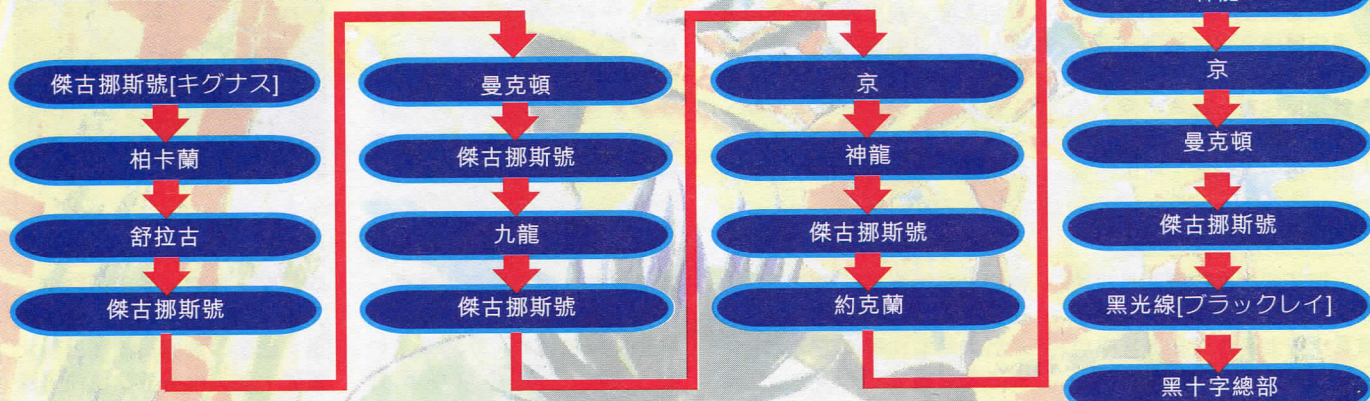 傑古挪斯號[キグナス]
柏卡蘭
舒拉古
傑古挪斯號
曼克頓
傑古挪斯號
九龍
傑古挪斯號
京
神龍
傑古挪斯號
約克蘭
京
曼克頓
傑古挪斯號
黑光線[ブラックレイ]
黑十字總部